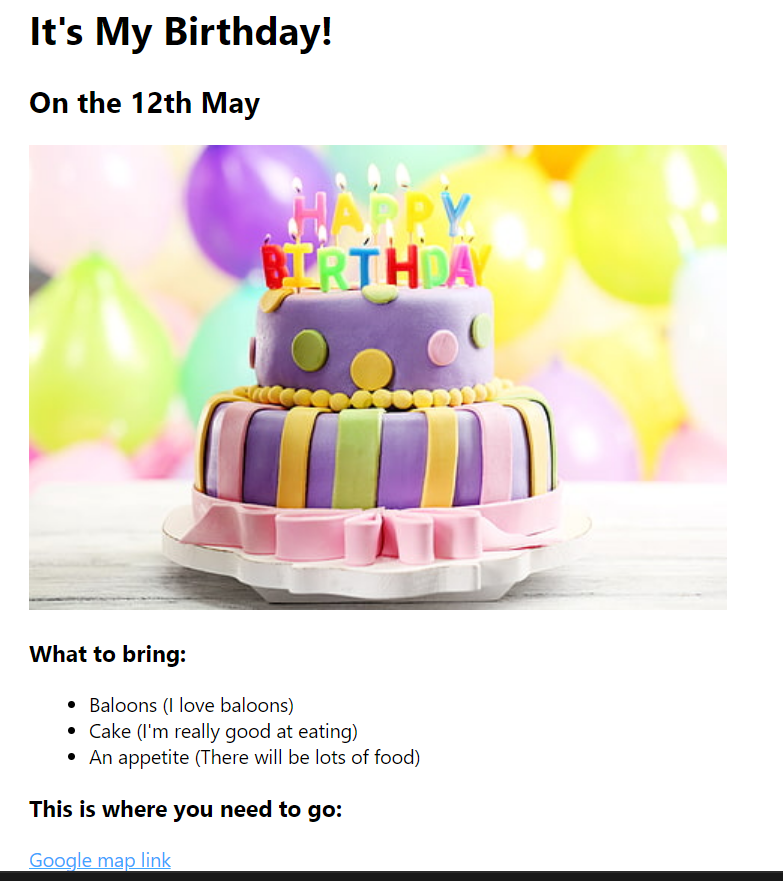 It's My Birthday!
On the 12th May
HAPPY
BIRTHDAY
What to bring:
Baloons (I love baloons)
Cake (I'm really good at eating)
An appetite (There will be lots of food)
This is where you need to go:
Google map link